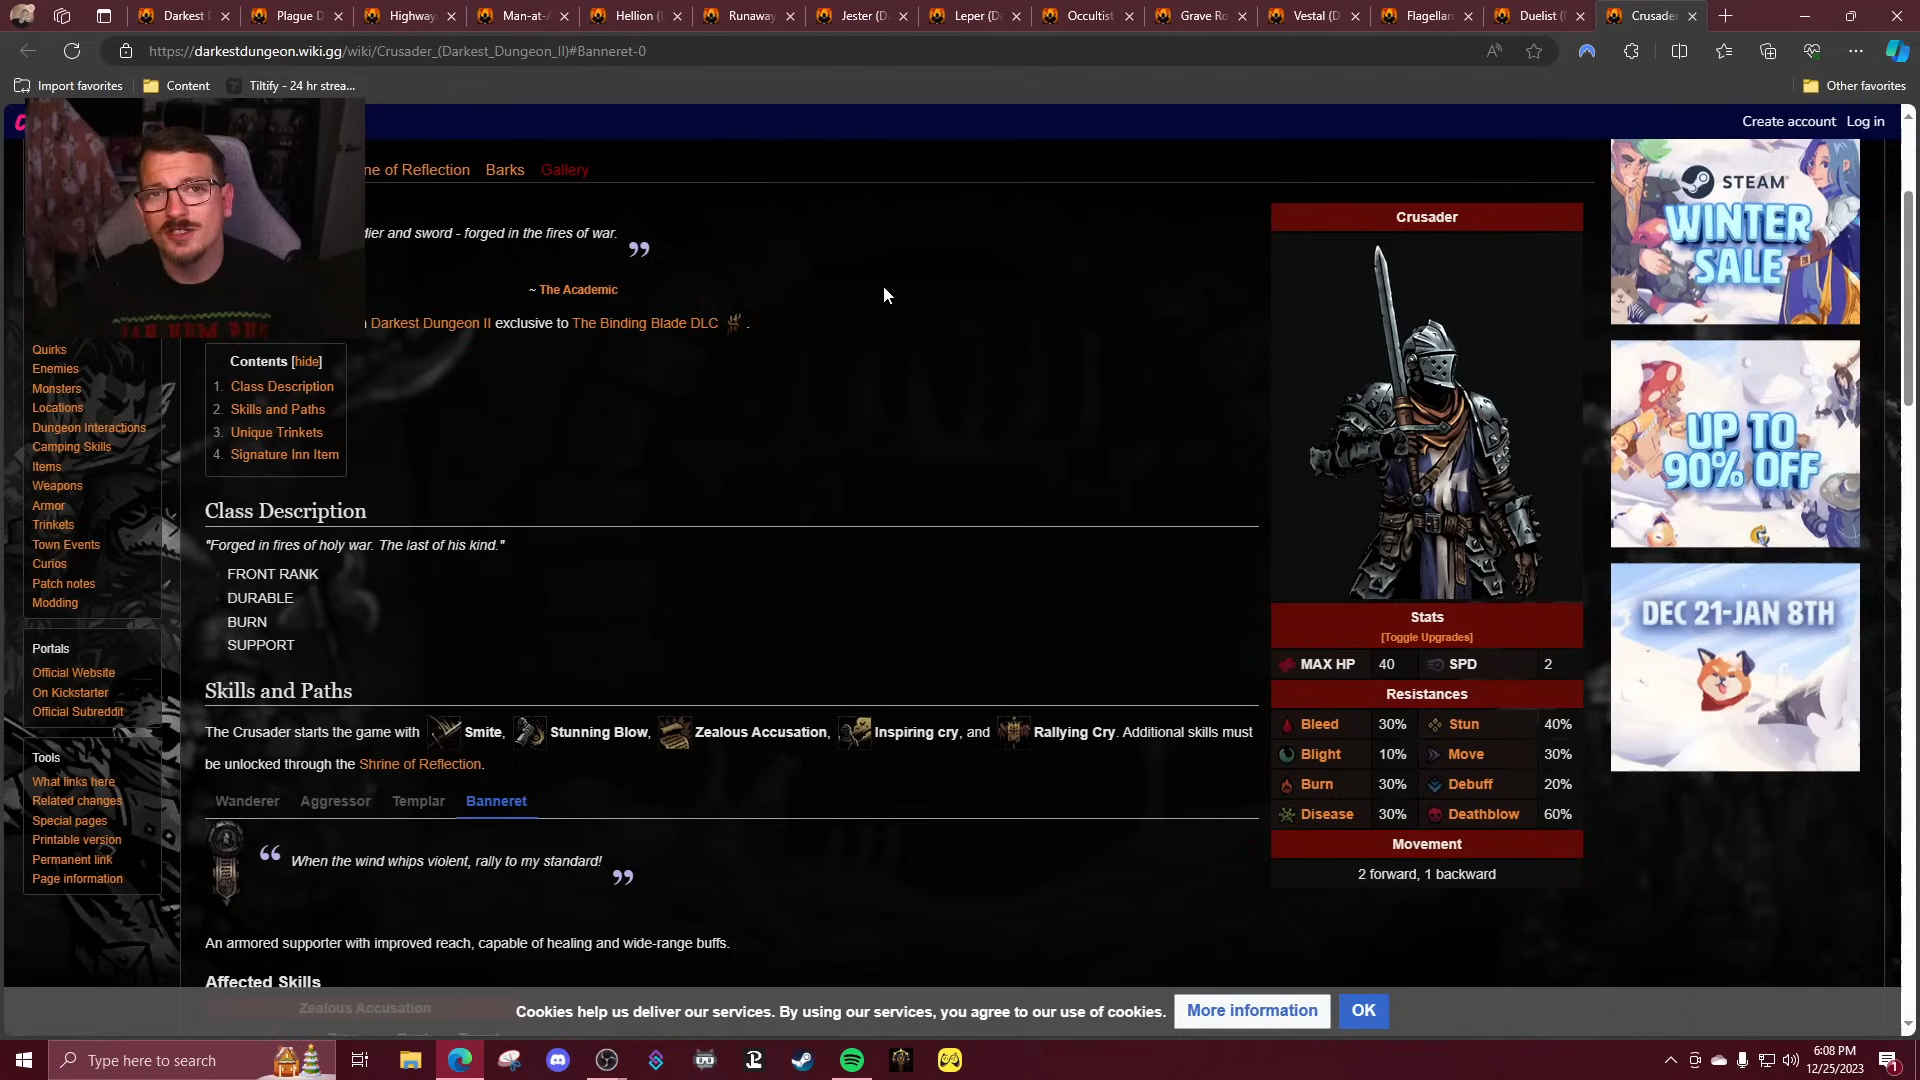 Darkest
Plague D
Highway
Man-at-
Hellion (
Runaway
Jester (D
Leper (D
Occultist
Grave Ro
Vestal (D
Flagellan
Duelist (
Crusader
https://darkestdungeon.wiki.gg/wiki/Crusader_(Darkest_Dungeon_II)#Banneret-0
Import favorites
Content
Tiltify - 24 hr strea...
Other favorites
Create account Log in
ne of Reflection Barks Gallery
dier and sword - forged in the fires of war. ”
~ The Academic
Darkest Dungeon II exclusive to The Binding Blade DLC .
Quirks
Enemies
Monsters
Locations
Dungeon Interactions
Camping Skills
Items
Weapons
Armor
Trinkets
Town Events
Curios
Patch notes
Modding
Portals
Official Website
On Kickstarter
Official Subreddit
Tools
What links here
Related changes
Special pages
Printable version
Permanent link
Page information
Contents [hide]
1. Class Description
2. Skills and Paths
3. Unique Trinkets
4. Signature Inn Item
Class Description
"Forged in fires of holy war. The last of his kind."
FRONT RANK
DURABLE
BURN
SUPPORT
Skills and Paths
The Crusader starts the game with Smite, Stunning Blow, Zealous Accusation, , Inspiring cry, and Rallying Cry. Additional skills must
be unlocked through the Shrine of Reflection.
Wanderer Aggressor Templar Banneret
“ When the wind whips violent, rally to my standard! ”
An armored supporter with improved reach, capable of healing and wide-range buffs.
Affected Skills
Zealous Accusation
Crusader
Stats
[Toggle Upgrades]
MAX HP 40 SPD 2
Resistances
Bleed 30% Stun 40%
Blight 10% Move 30%
Burn 30% Debuff 20%
Disease 30% Deathblow 60%
Movement
2 forward, 1 backward
STEAM
WINTER
SALE
UP TO
90% OFF
DEC 21-JAN 8TH
Cookies help us deliver our services. By using our services, you agree to our use of cookies. More information OK
Type here to search
6:08 PM
12/25/2023
1